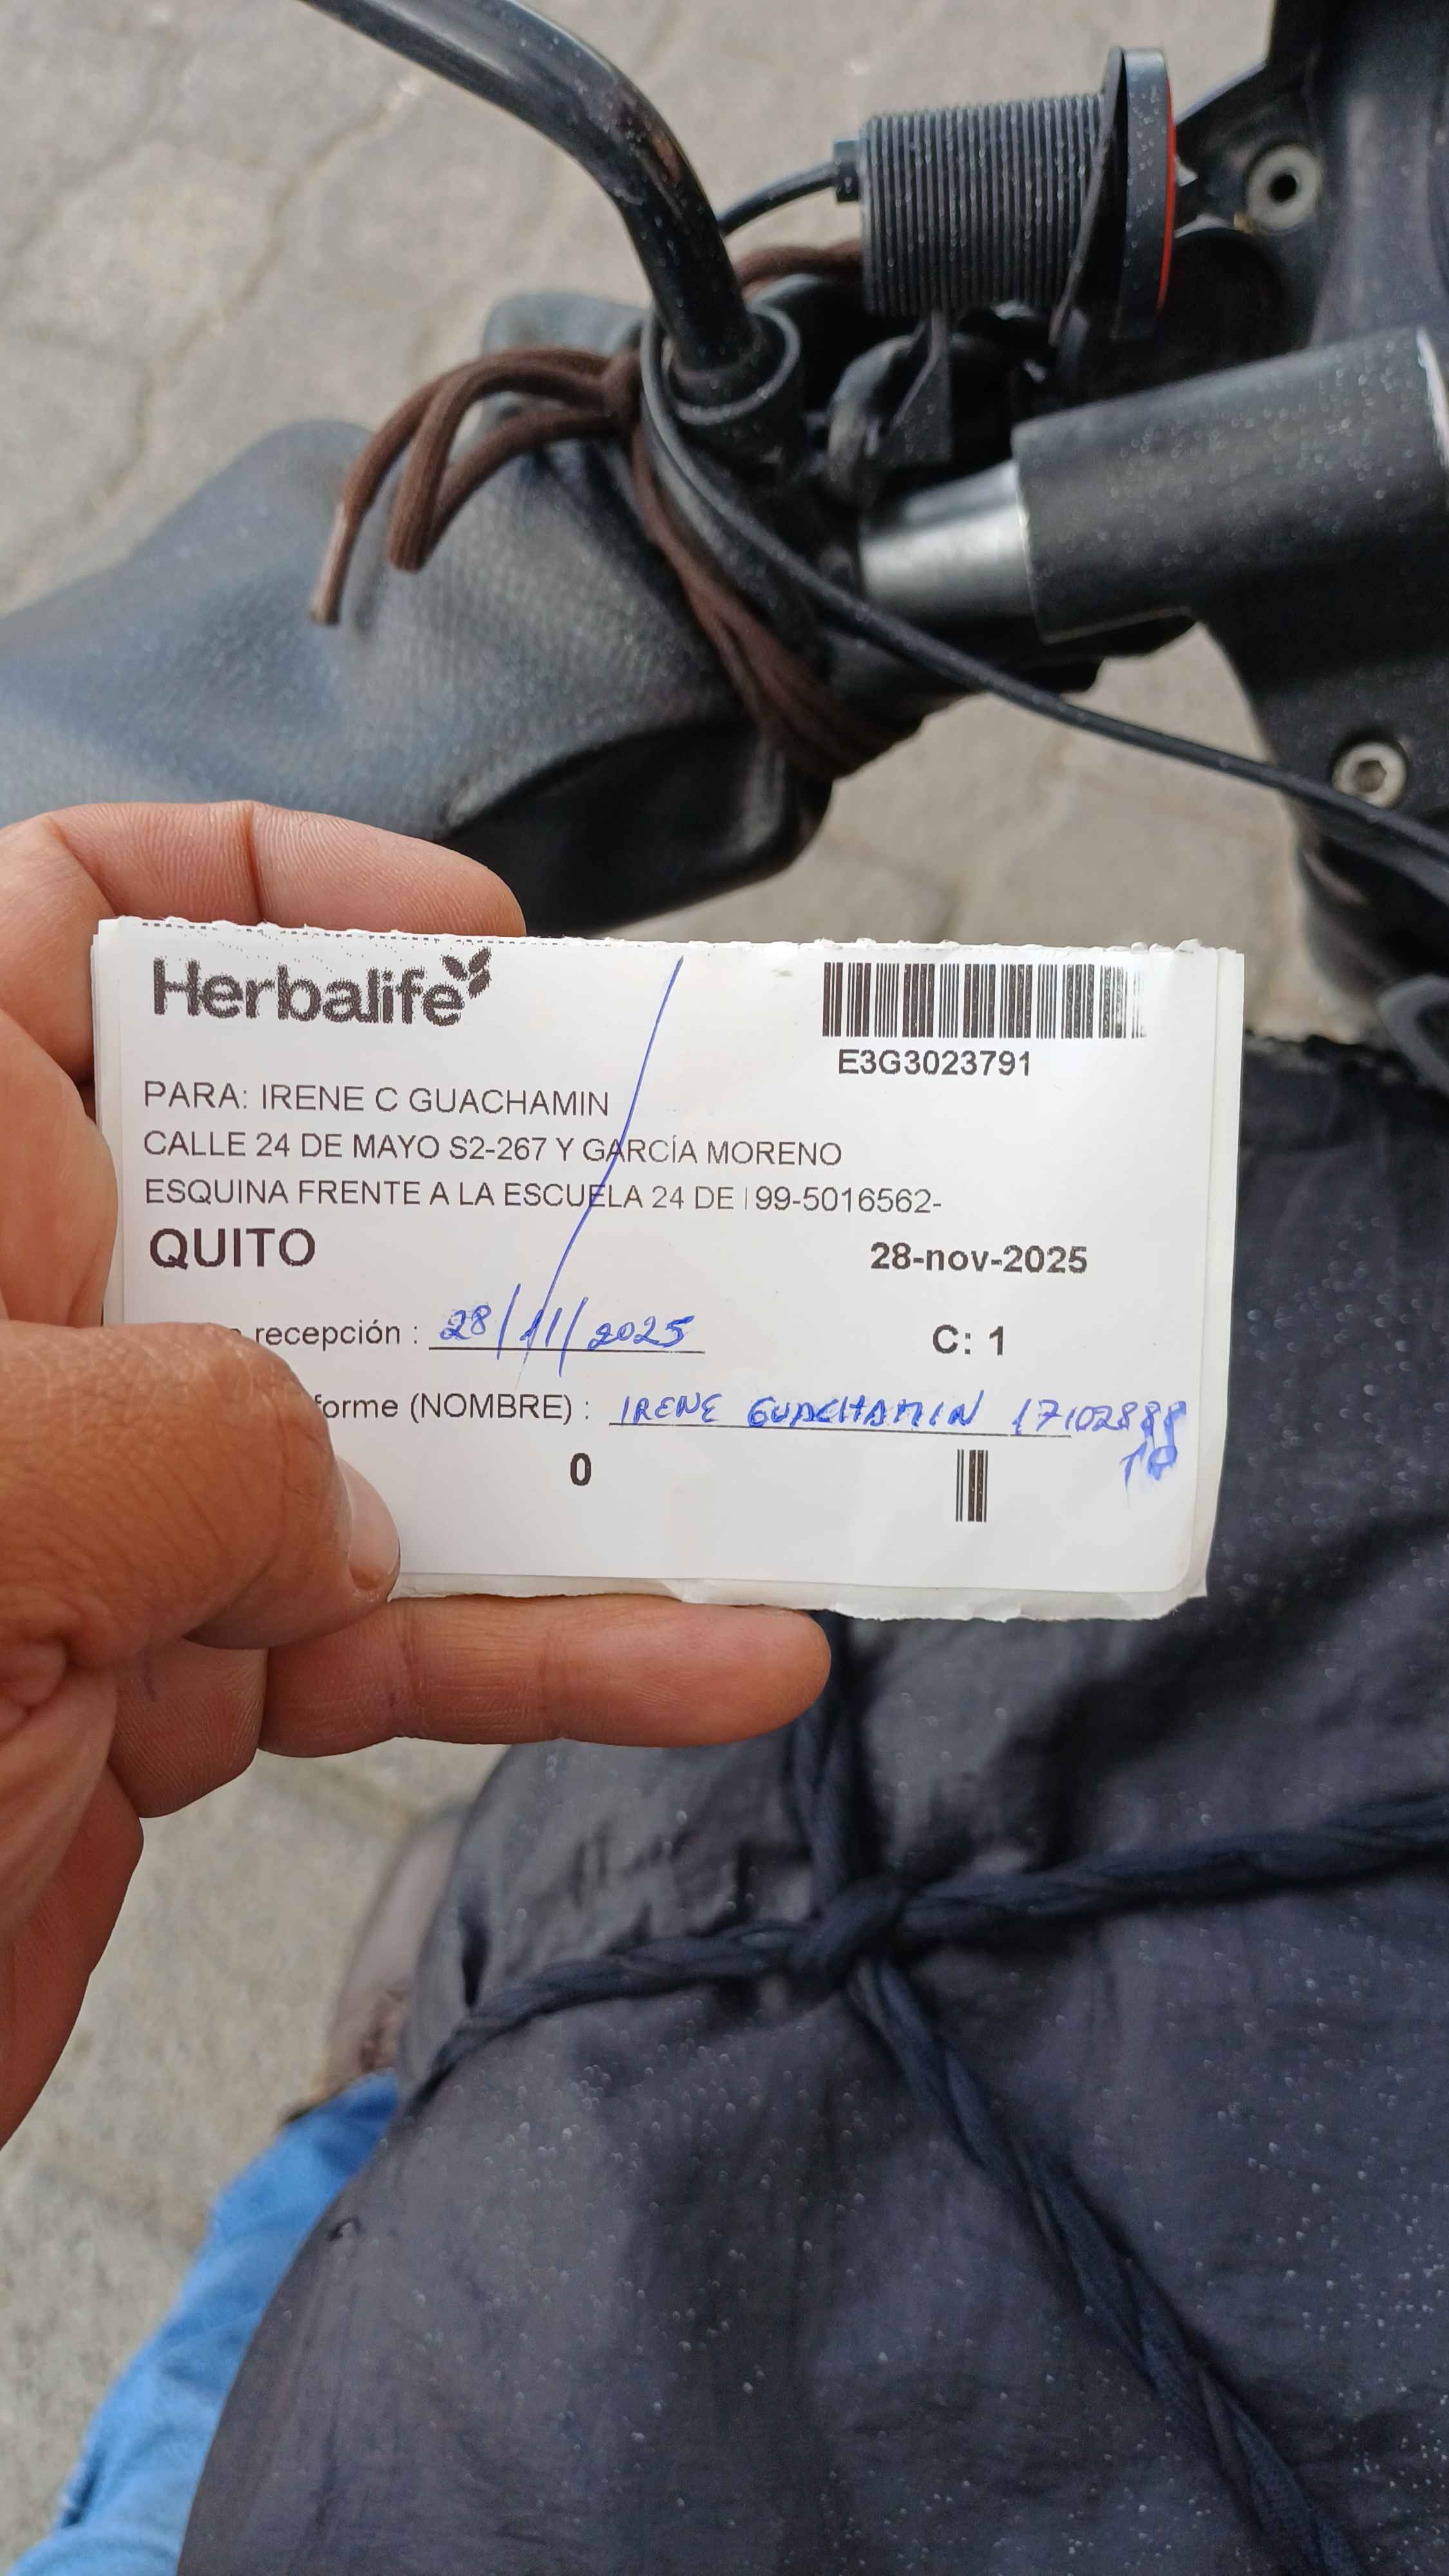 Herbalife
E3G3023791
PARA: IRENE C GUACHAMIN
CALLE 24 DE MAYO S2-267 Y GARCÍA MORENO
ESQUINA FRENTE A LA ESCUELA 24 DE 99-5016562-
QUITO 28-nov-2025
recepción : 28/11/2025 C: 1
forme (NOMBRE) : IRENE GUACHAMIN 1710288
0